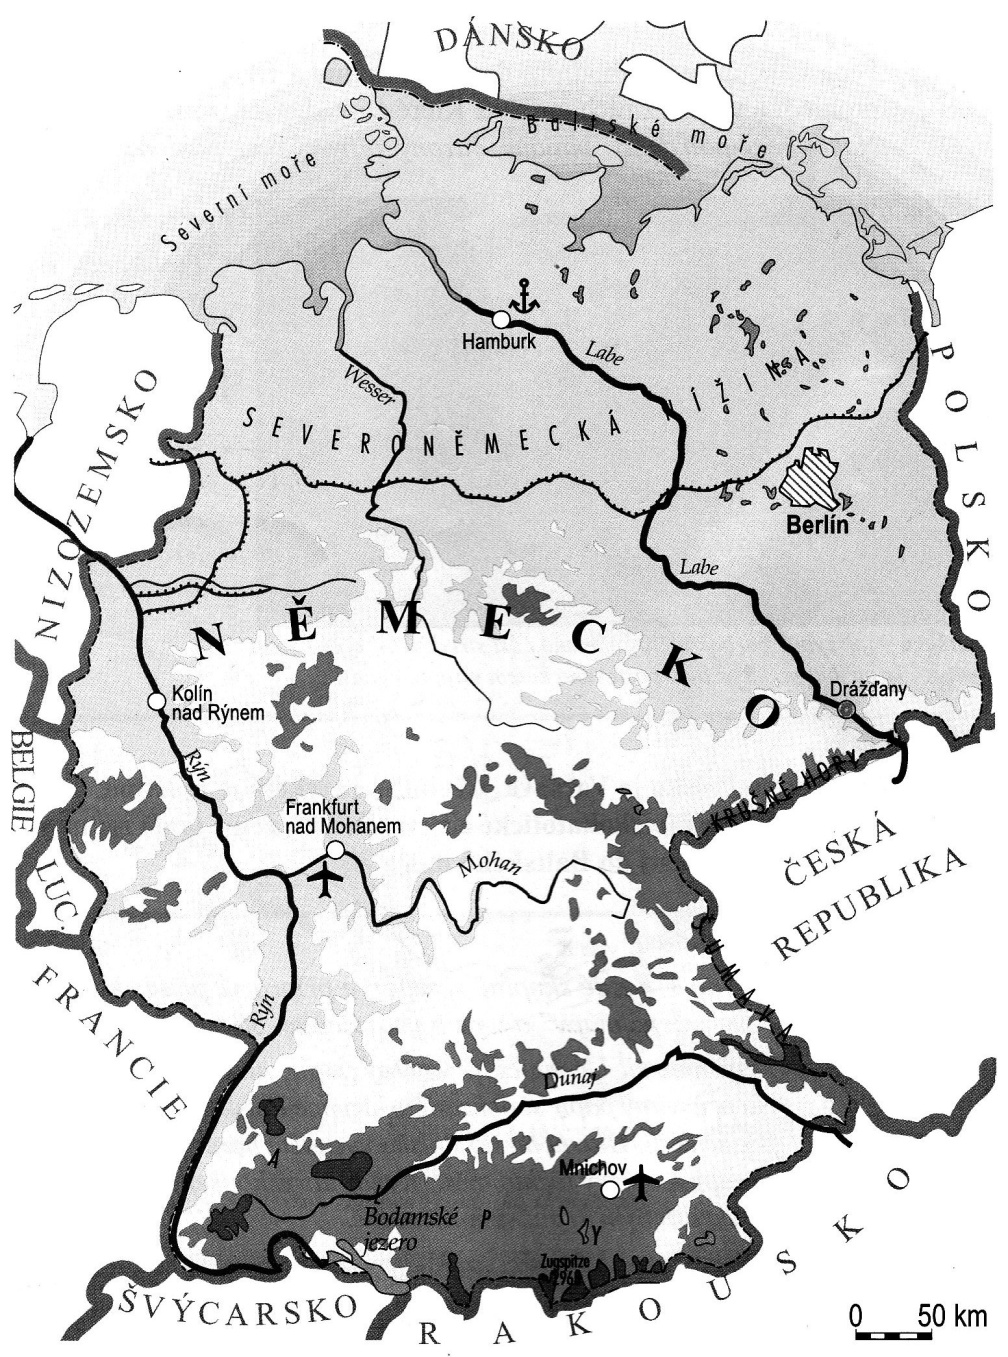 DÁNSKO
Baltské moře
Severní moře
Hamburk
Labe
Wesser
SEVERONĚMECKÁ NÍŽINA
POLSKO
NIZOZEMSKO
Berlín
Labe
NĚMECKO
Kolín
nad Rýnem
Drážďany
BELGIE
Rýn
KRUŠNÉ HORY
Frankfurt
nad Mohanem
ČESKÁ
REPUBLIKA
Mohan
LUC.
ŠUMAVA
FRANCIE
Rýn
Dunaj
Mnichov
A L P Y
Bodamské
jezero
Zugspitze
ŠVÝCARSKO
RAKOUSKO
0 50 km